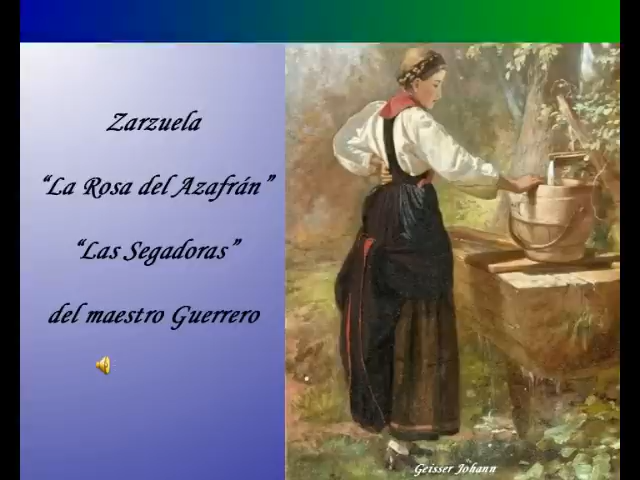 Zarzuela
“La Rosa del Azafrán”
“Las Segadoras”
del maestro Guerrero
Geisser Johann